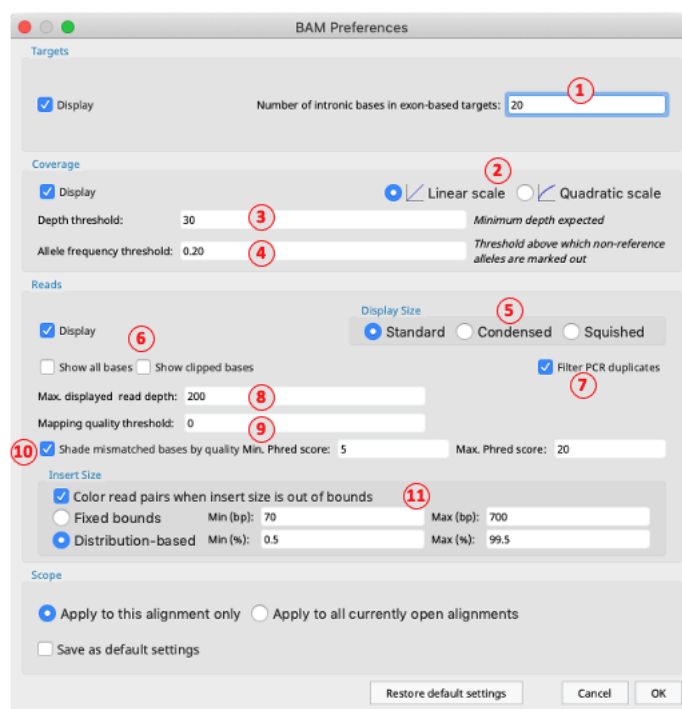 BAM Preferences
Targets
1
Display Number of intronic bases in exon-based targets: 20
Coverage
2
Display Linear scale Quadratic scale
Depth threshold: 30 3 Minimum depth expected
Allele frequency threshold: 0.20 4 Threshold above which non-reference
alleles are marked out
Reads
Display Size 5
Display 6 Standard Condensed Squished
Show all bases Show clipped bases Filter PCR duplicates
7
Max. displayed read depth: 200 8
Mapping quality threshold: 0 9
10 Shade mismatched bases by quality Min. Phred score: 5 Max. Phred score: 20
Insert Size
Color read pairs when insert size is out of bounds 11
Fixed bounds Min (bp): 70 Max (bp): 700
Distribution-based Min (%): 0.5 Max (%): 99.5
Scope
Apply to this alignment only Apply to all currently open alignments
Save as default settings
Restore default settings Cancel OK